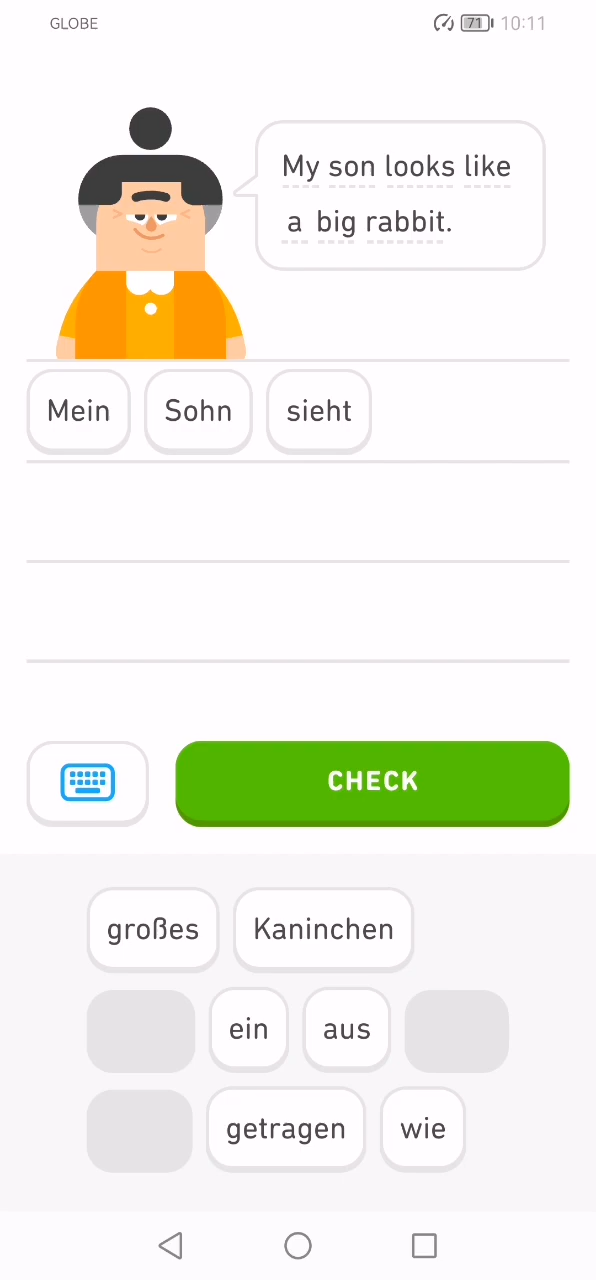 GLOBE 71 10:11
My son looks like
a big rabbit.
Mein Sohn sieht
CHECK
großes Kaninchen
ein aus
getragen wie